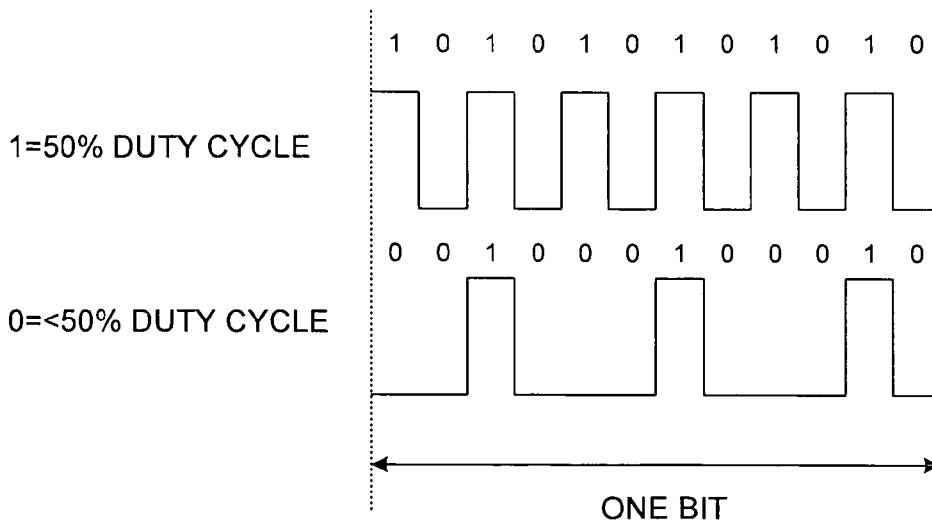 1 0 1 0 1 0 1 0 1 0 1 0
1=50% DUTY CYCLE
0 0 1 0 0 0 1 0 0 0 1 0
0=<50% DUTY CYCLE
ONE BIT